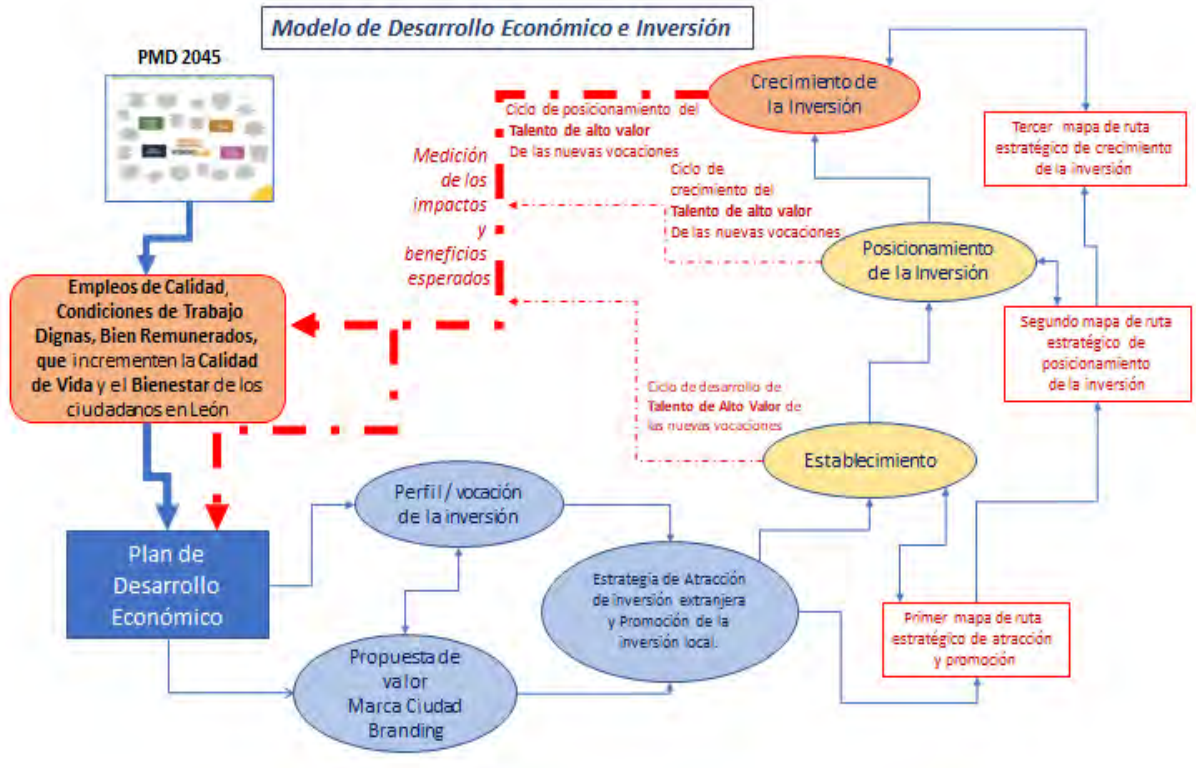 Modelo de Desarrollo Económico e Inversión
PMD 2045
Empleos de Calidad,
Condiciones de Trabajo
Dignas, Bien Remunerados,
que incrementen la Calidad
de Vida y el Bienestar de los
ciudadanos en León
Plan de
Desarrollo
Económico
Perfil / vocación
de la inversión
Propuesta de
valor
Marca Ciudad
Branding
Estrategia de Atracción
de inversión extranjera
y Promoción de la
inversión local.
Medición
de los
impactos
y
beneficios
esperados
Ciclo de posicionamiento del
Talento de alto valor
De las nuevas vocaciones
Ciclo de
crecimiento del
Talento de alto valor
De las nuevas vocaciones
Ciclo de desarrollo de
Talento de Alto Valor de
las nuevas vocaciones
Crecimiento de
la Inversión
Posicionamiento
de la Inversión
Establecimiento
Tercer mapa de ruta
estratégico de crecimiento
de la inversión
Segundo mapa de ruta
estratégico de
posicionamiento
de la inversión
Primer mapa de ruta
estratégico de atracción
y promoción